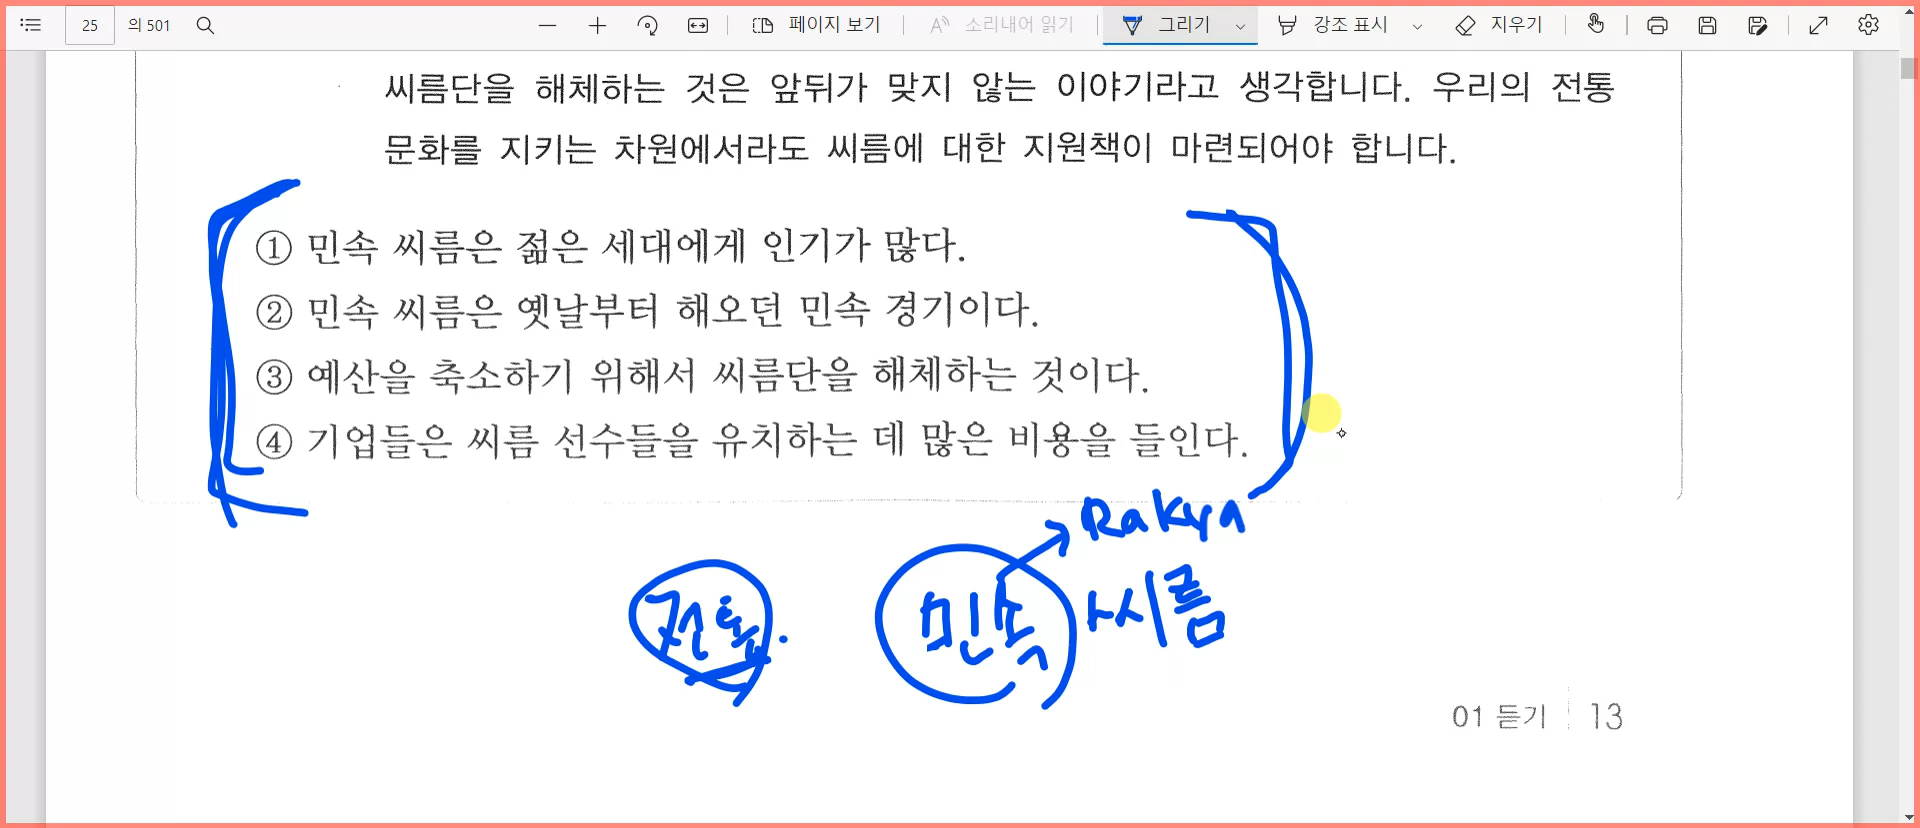 25 의 501 페이지 보기 소리내어 읽기 그리기 강조 표시 지우기
씨름단을 해체하는 것은 앞뒤가 맞지 않는 이야기라고 생각합니다. 우리의 전통
문화를 지키는 차원에서라도 씨름에 대한 지원책이 마련되어야 합니다.
① 민속 씨름은 젊은 세대에게 인기가 많다.
② 민속 씨름은 옛날부터 해오던 민속 경기이다.
③ 예산을 축소하기 위해서 씨름단을 해체하는 것이다.
④ 기업들은 씨름 선수들을 유치하는 데 많은 비용을 들인다.
Rakya
전통. 민속 씨름
01 듣기 13